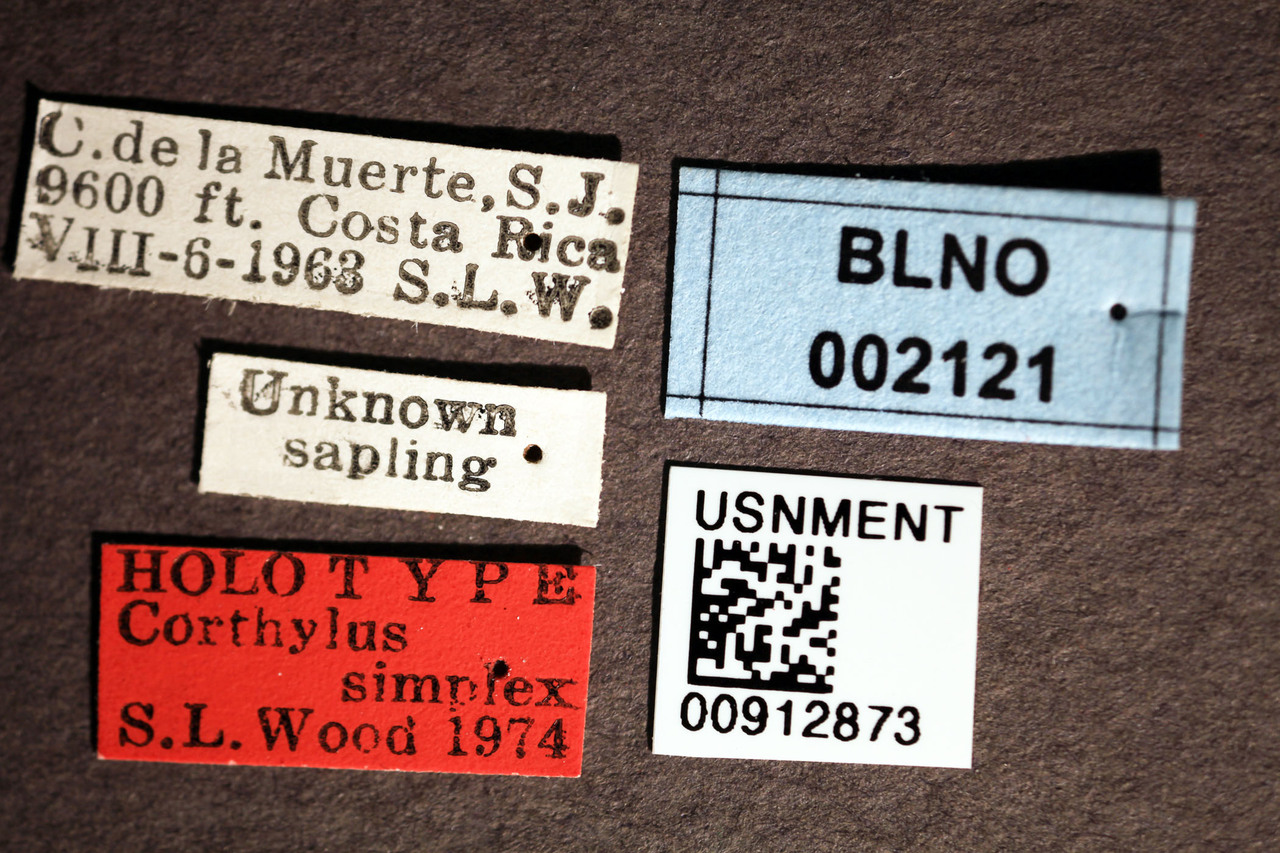 C. de la Muerte, S.J.
9600 ft. Costa Rica
VIII-6-1963 S.L.W.
Unknown
sapling
HOLOTYPE
Corthylus
simplex
S.L. Wood 1974
BLNO
002121
USNMENT
00912873